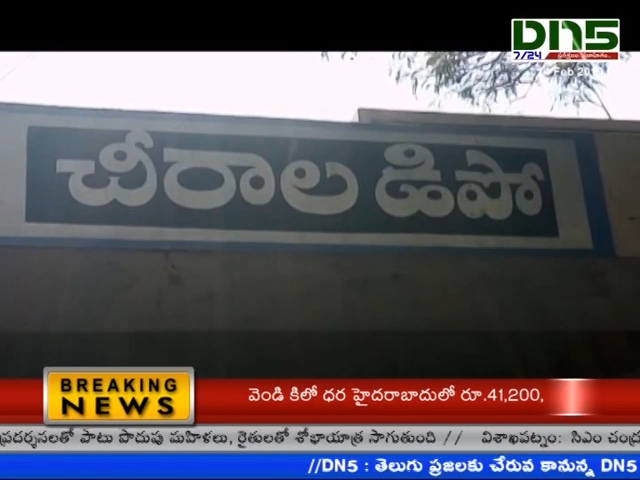 DN5
7/24
Feb 20
చీరాల డిపో
BREAKING
NEWS
వెండి కిలో ధర హైదరాబాదులో రూ.41,200,
ప్రదర్శనలతో పాటు పొదుపు మహిళలు, రైతులతో శోభాయాత్ర సాగుతుంది // విశాఖపట్నం: సిఎం చంద్ర
//DN5 : తెలుగు ప్రజలకు చేరువ కానున్న DN5